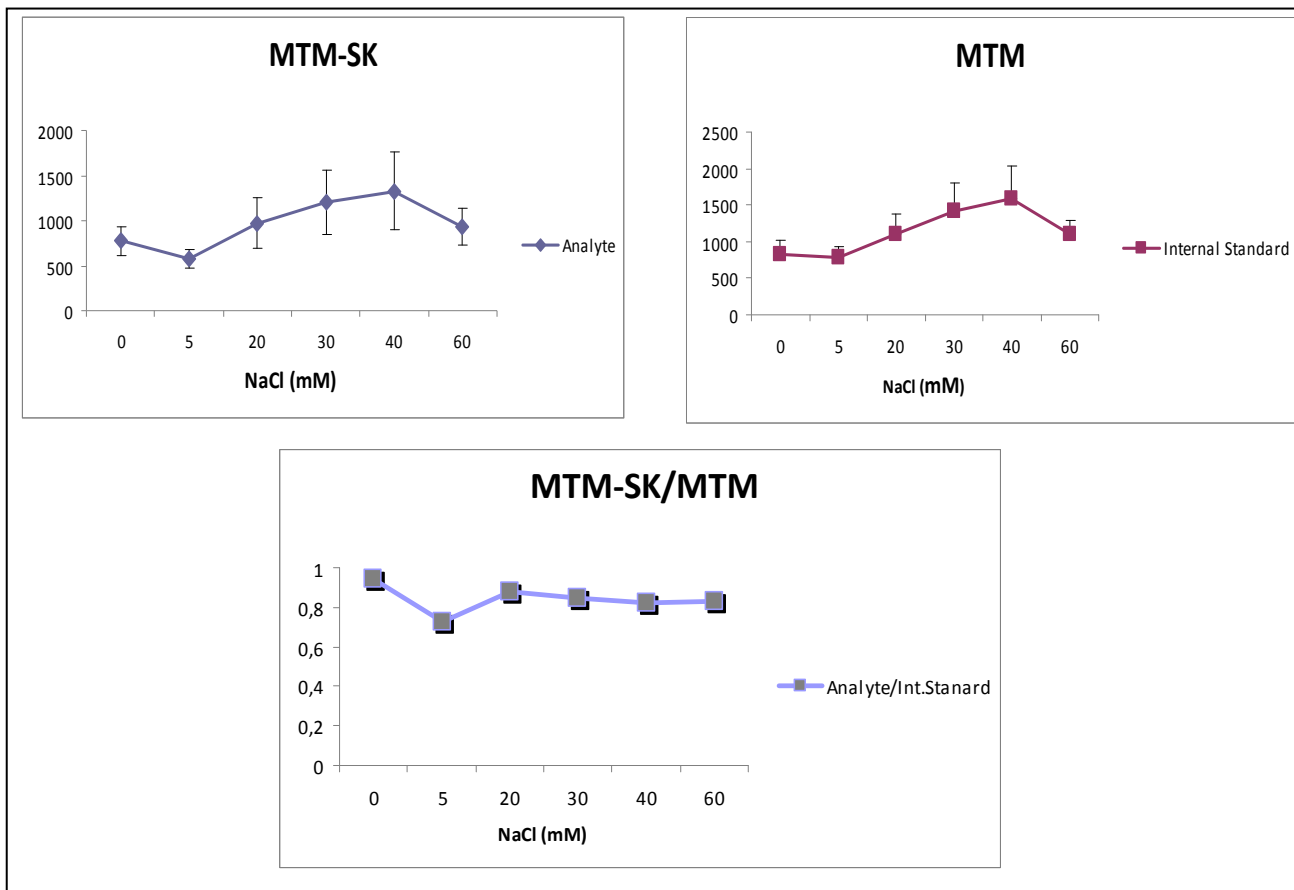 MTM-SK
2000
1500
1000
500
0
0 5 20 30 40 60
NaCl (mM)
Analyte
MTM
2500
2000
1500
1000
500
0
0 5 20 30 40 60
NaCl (mM)
Internal Standard
MTM-SK/MTM
1
0,8
0,6
0,4
0,2
0
0 5 20 30 40 60
NaCl (mM)
Analyte/Int.Stanard